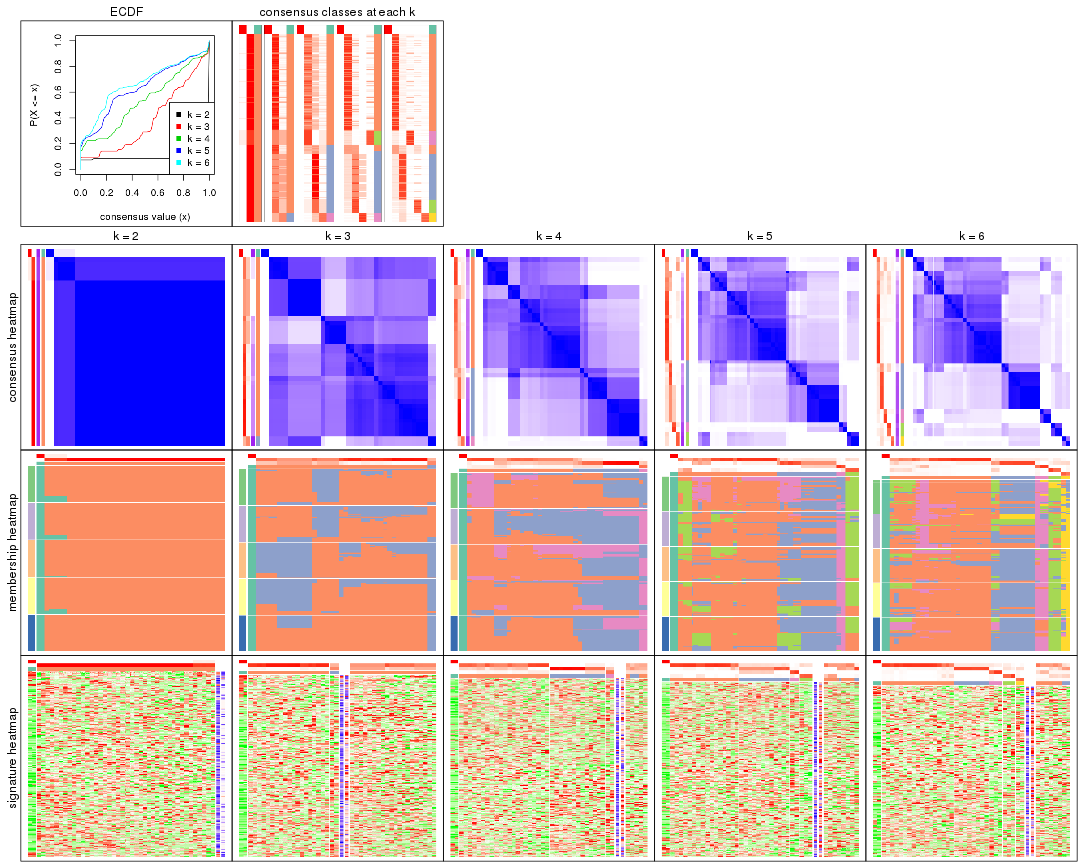 ECDF
consensus classes at each k
P(X <= x)
0.0
0.2
0.4
0.6
0.8
1.0
k = 2
k = 3
k = 4
k = 5
k = 6
0.0 0.2 0.4 0.6 0.8 1.0
consensus value (x)
k = 2
k = 3
k = 4
k = 5
k = 6
consensus heatmap
membership heatmap
signature heatmap